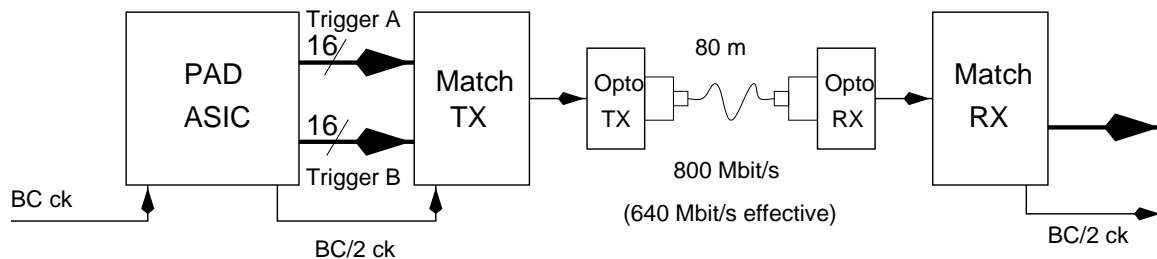 Trigger A
16
PAD
ASIC
16
Trigger B
BC ck
BC/2 ck
Match
TX
Opto
TX
80 m
800 Mbit/s
(640 Mbit/s effective)
Opto
RX
Match
RX
BC/2 ck